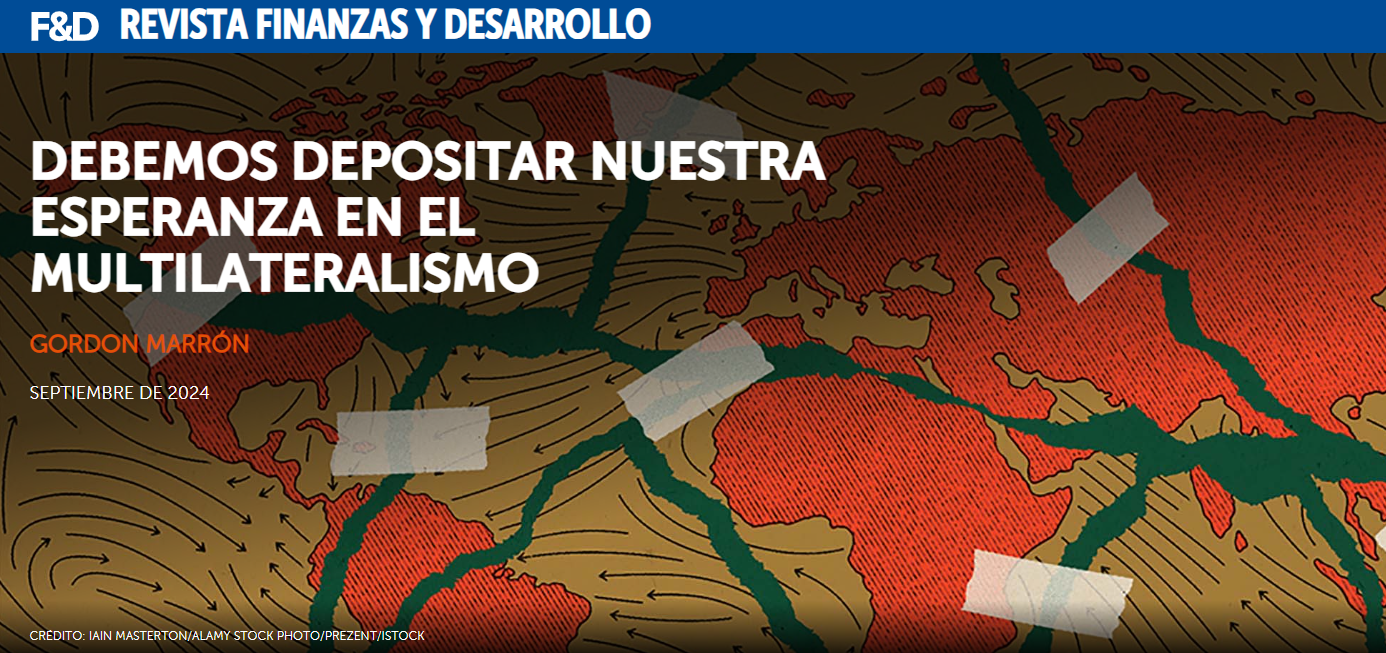 F&D REVISTA FINANZAS Y DESARROLLO
DEBEMOS DEPOSITAR NUESTRA
ESPERANZA EN EL
MULTILATERALISMO
GORDON MARRÓN
SEPTIEMBRE DE 2024
CRÉDITO: IAIN MASTERTON/ALAMY STOCK PHOTO/PREZENT/ISTOCK